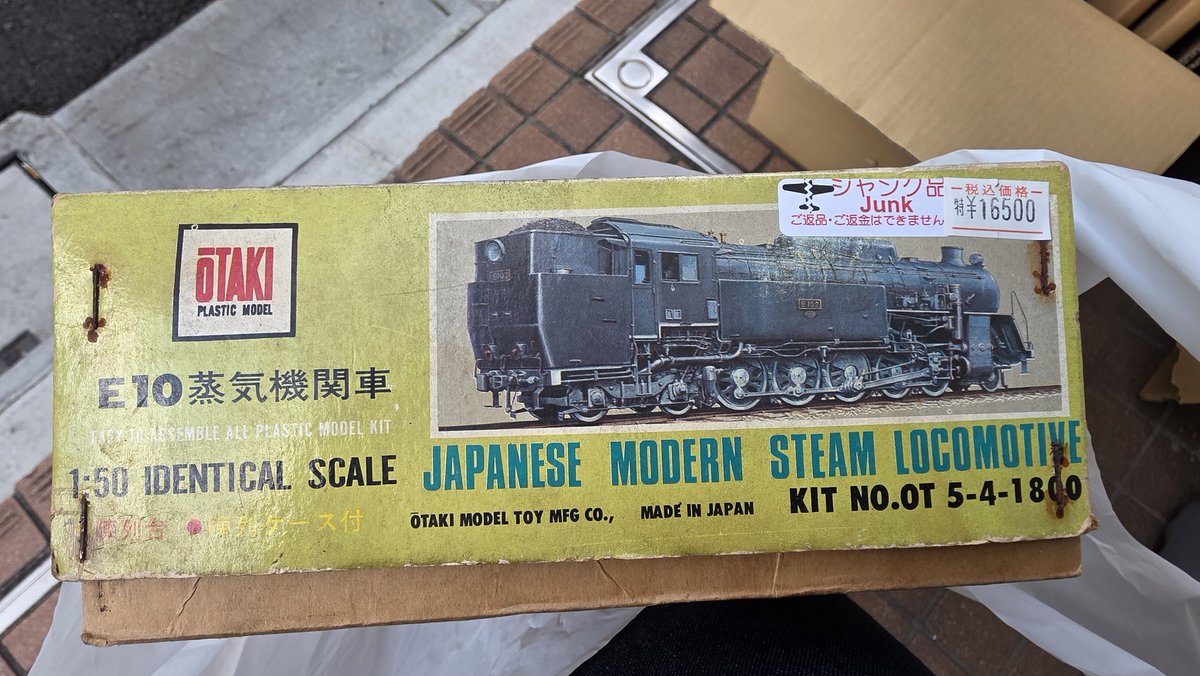 ジャンク品
Junk
ご返品・ご返金はできません
税込価格
特¥16500
ŌTAKI
PLASTIC MODEL
E10
E10蒸気機関車
EASY TO ASSEMBLE ALL PLASTIC MODEL KIT
1:50 IDENTICAL SCALE
JAPANESE MODERN STEAM LOCOMOTIVE
陳列台
ケース付
ŌTAKI MODEL TOY MFG CO., MADE IN JAPAN
KIT NO.OT 5-4-1800